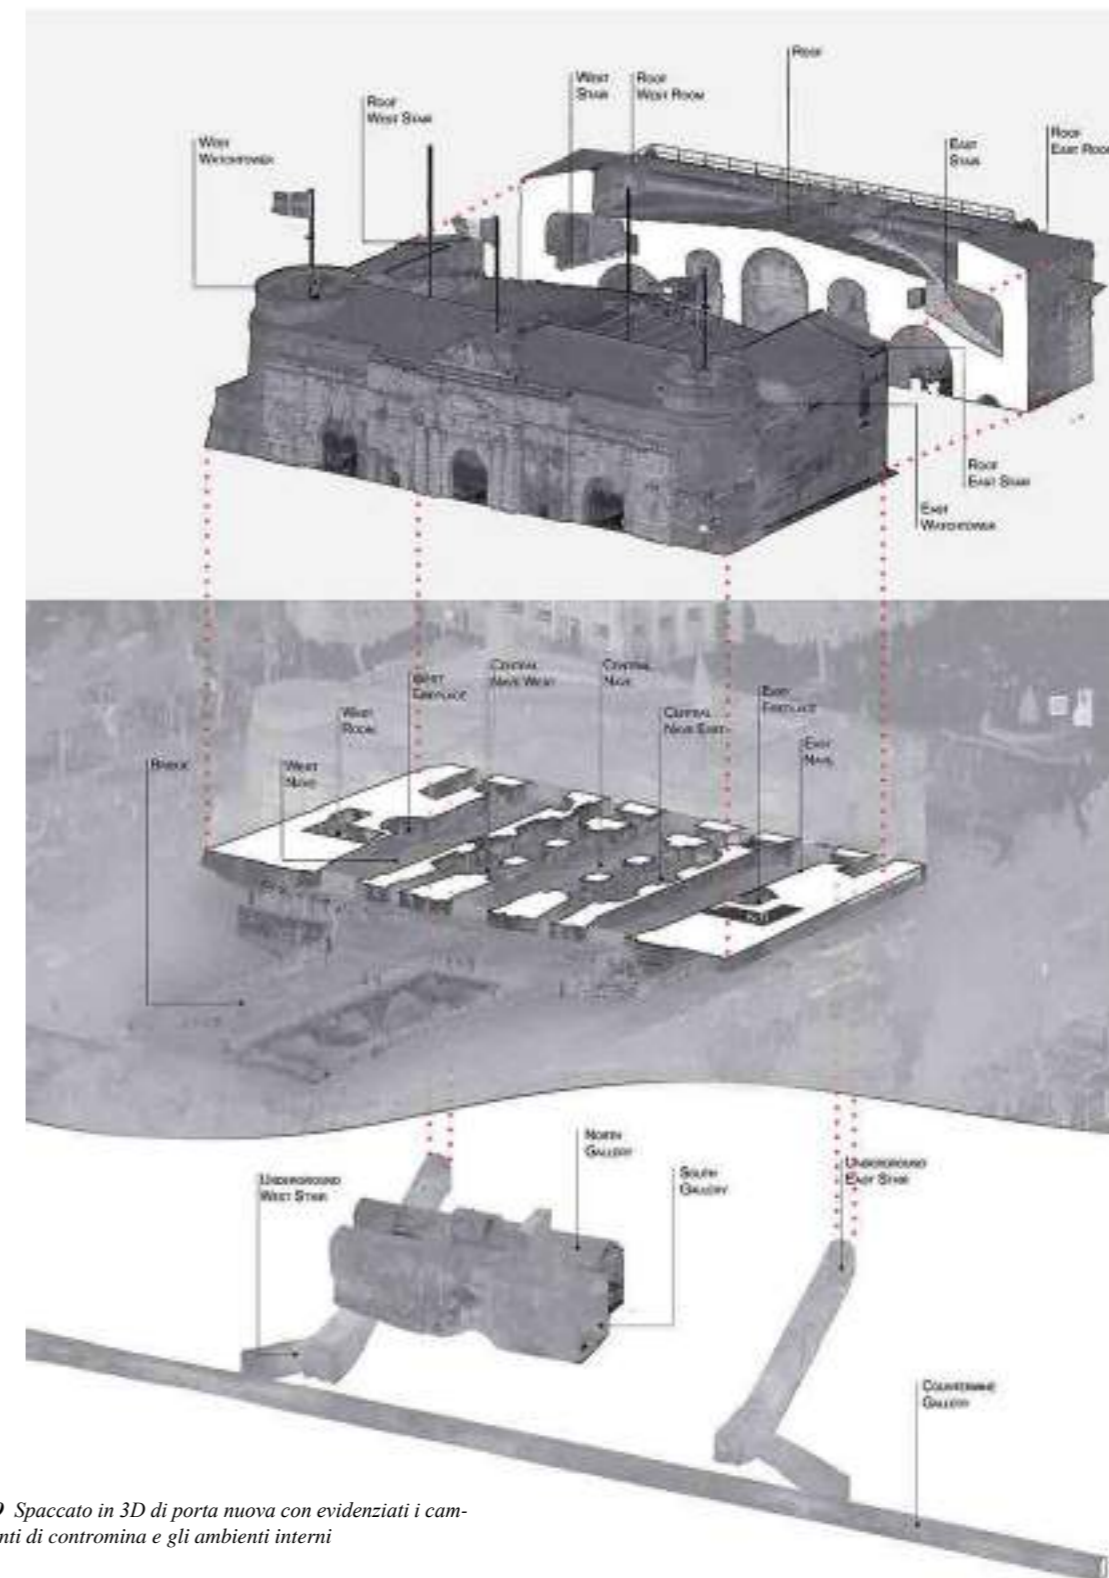 ROOF
WEST
STAIR
ROOF
WEST ROOM
ROOF
WEST STAIR
WEST
WATCHTOWER
EAST
STAIR
ROOF
EAST ROOM
ROOF
EAST STAIR
EAST
WATCHTOWER
WEST
FIREPLACE
CENTRAL
NAVE WEST
CENTRAL
NAVE
EAST
FIREPLACE
WEST
ROOM
CENTRAL
NAVE EAST
EAST
NAVE
BRIDGE
WEST
NAVE
NORTH
GALLERY
SOUTH
GALLERY
UNDERGROUND
WEST STAIR
UNDERGROUND
EAST STAIR
COUNTERMINE
GALLERY
Spaccato in 3D di porta nuova con evidenziati i cam-
nti di contromina e gli ambienti interni